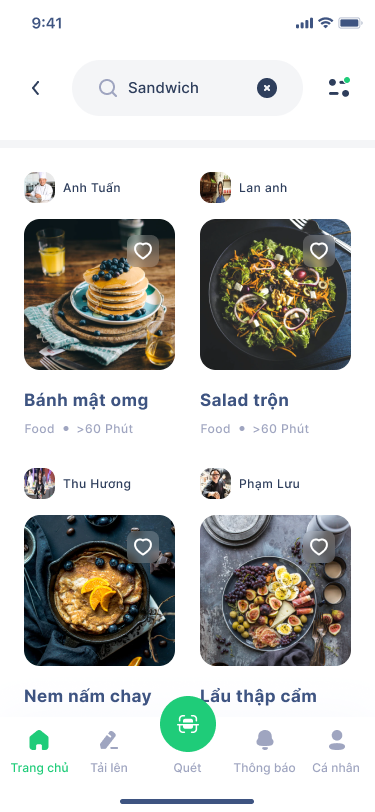 9:41
Sandwich
Anh Tuấn
Lan anh
Bánh mật omg
Salad trộn
Food • >60 Phút
Food • >60 Phút
Thu Hương
Phạm Lưu
Nem nấm chay
Lẩu thập cẩm
Trang chủ
Tải lên
Quét
Thông báo
Cá nhân